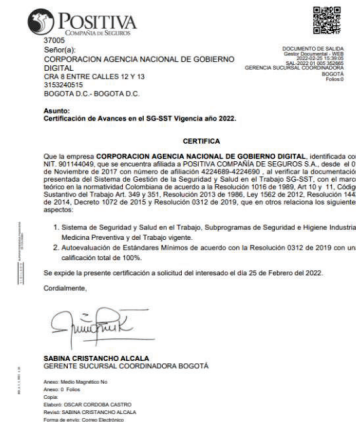 POSITIVA
COMPAÑÍA DE SEGUROS
37005
Señor(a):
CORPORACION AGENCIA NACIONAL DE GOBIERNO
DIGITAL
CRA 8 ENTRE CALLES 12 Y 13
3153240515
BOGOTA D.C.- BOGOTA D.C.
DOCUMENTO DE SALIDA
Gestor Documental - WEB
2022-02-25 15:39:05
SAL-2022 01 005 352665
GERENCIA SUCURSAL COORDINADORA
BOGOTÁ
Folios:0
Asunto:
Certificación de Avances en el SG-SST Vigencia año 2022.
CERTIFICA
Que la empresa CORPORACION AGENCIA NACIONAL DE GOBIERNO DIGITAL, identificada con
NIT. 901144049, que se encuentra afiliada a POSITIVA COMPAÑÍA DE SEGUROS S.A., desde el 01
de Noviembre de 2017 con número de afiliación 4224689-4224690 , al verificar la documentación
presentada del Sistema de Gestión de la Seguridad y Salud en el Trabajo SG-SST, con el marco
teórico en la normatividad Colombiana de acuerdo a la Resolución 1016 de 1989, Art 10 y 11, Código
Sustantivo del Trabajo Art. 349 y 351, Resolución 2013 de 1986, Ley 1562 de 2012, Resolución 1443
de 2014, Decreto 1072 de 2015 y Resolución 0312 de 2019, que en otros relaciona los siguientes
aspectos:
1. Sistema de Seguridad y Salud en el Trabajo, Subprogramas de Seguridad e Higiene Industrial,
Medicina Preventiva y del Trabajo vigente.
2. Autoevaluación de Estándares Mínimos de acuerdo con la Resolución 0312 de 2019 con una
calificación total de 100%.
Se expide la presente certificación a solicitud del interesado el día 25 de Febrero del 2022.
Cordialmente,
SABINA CRISTANCHO ALCALA
GERENTE SUCURSAL COORDINADORA BOGOTÁ
Anexo: Medio Magnético No
Anexo: 0 Folios
Copia:
Elaboró: OSCAR CORDOBA CASTRO
Revisó: SABINA CRISTANCHO ALCALA
Forma de envío: Correo Electrónico